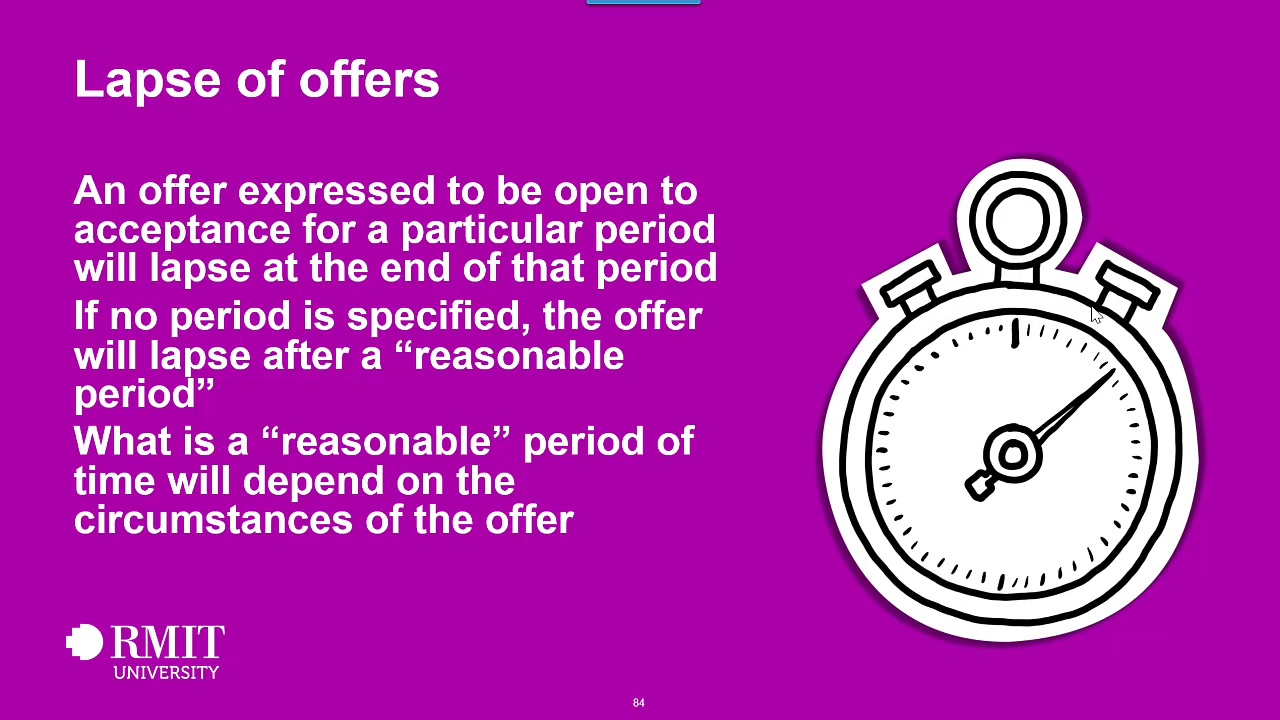 Lapse of offers
An offer expressed to be open to
acceptance for a particular period
will lapse at the end of that period
If no period is specified, the offer
will lapse after a “reasonable
period”
What is a “reasonable” period of
time will depend on the
circumstances of the offer
RMIT
UNIVERSITY
84